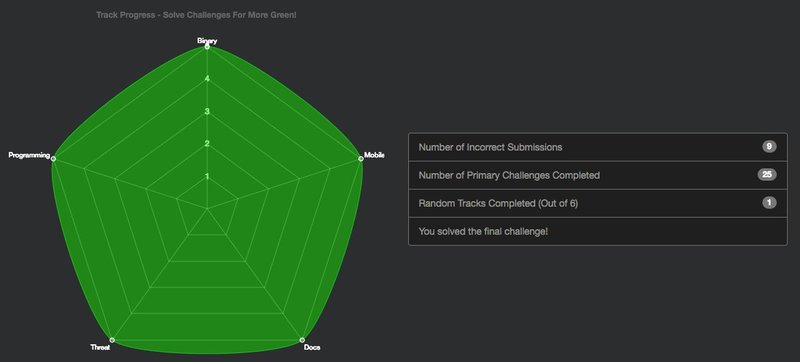 Track Progress - Solve Challenges For More Green!
Binary
5
4
3
2
1
Programming
Mobile
Threat
Docs
Number of Incorrect Submissions 9
Number of Primary Challenges Completed 25
Random Tracks Completed (Out of 6) 1
You solved the final challenge!